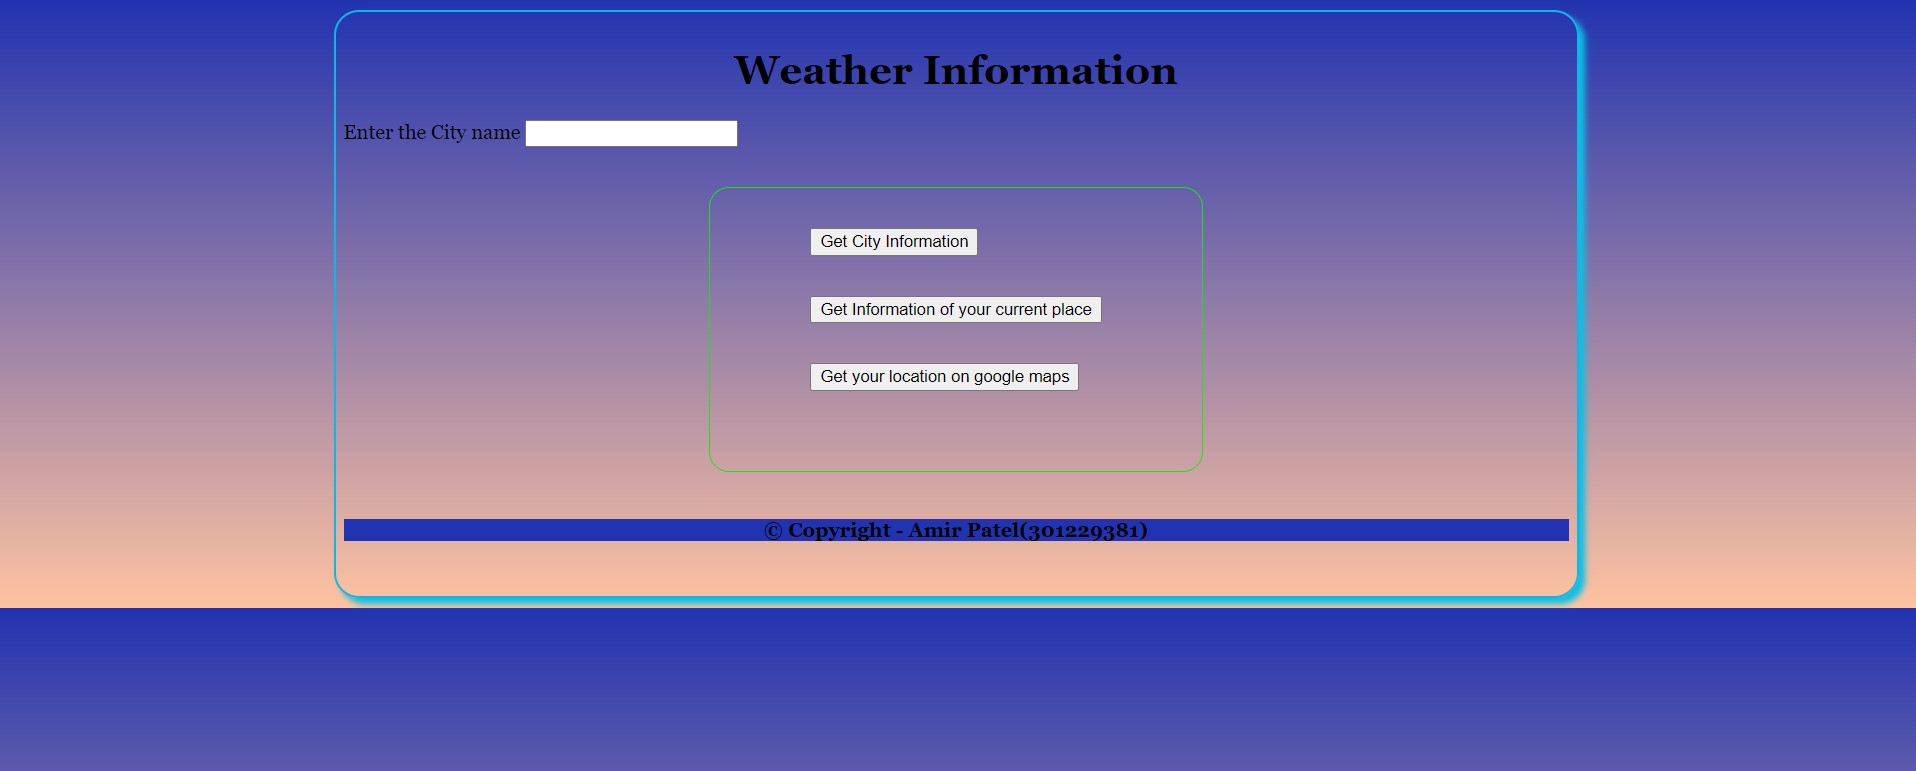 Weather Information
Enter the City name
Get City Information
Get Information of your current place
Get your location on google maps
© Copyright - Amir Patel(301229381)